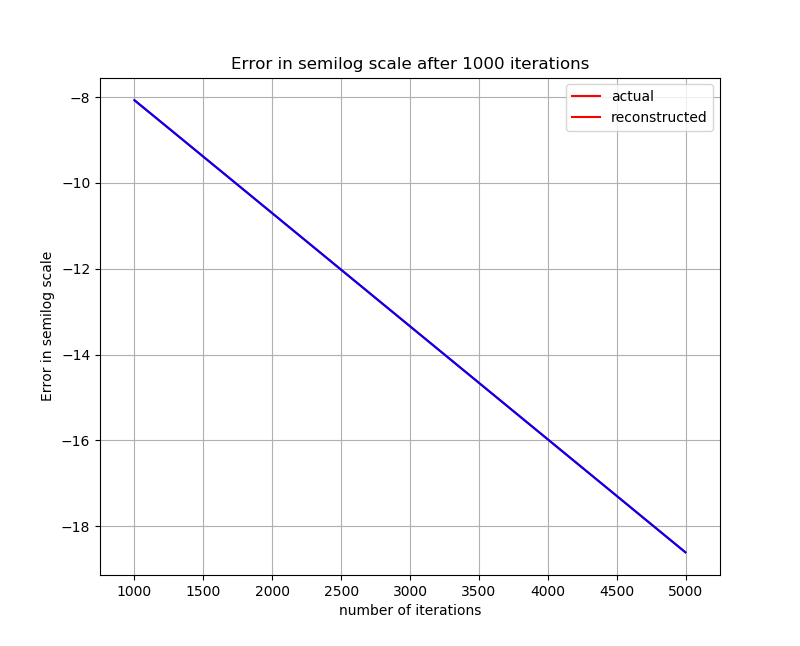 Error in semilog scale after 1000 iterations
actual
reconstructed
−8
−10
−12
−14
−16
−18
Error in semilog scale
1000 1500 2000 2500 3000 3500 4000 4500 5000
number of iterations